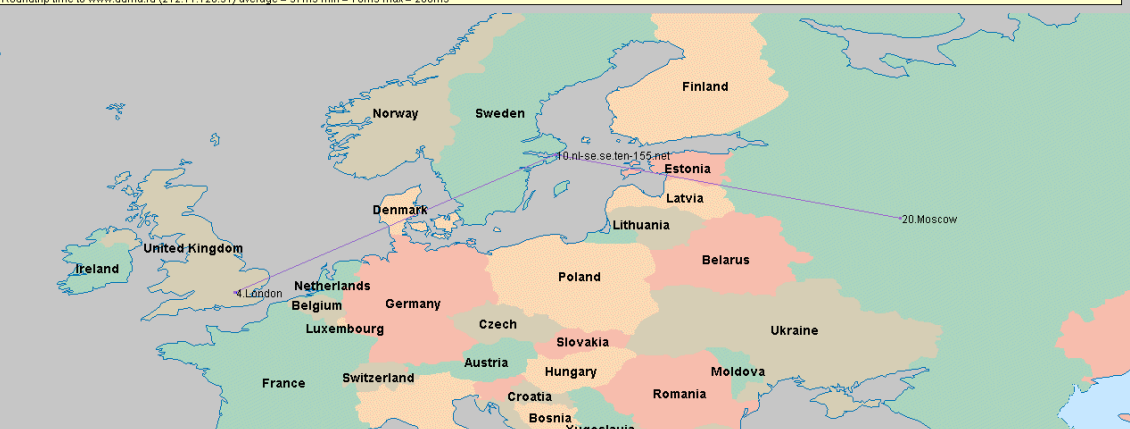 Finland
Norway
Sweden
10.nl-se.se.ten-155.net
Estonia
Latvia
Denmark
20.Moscow
Lithuania
United Kingdom
Belarus
Ireland
Poland
Netherlands
4.London
Belgium
Germany
Czech
Luxembourg
Ukraine
Slovakia
Austria
Hungary
Moldova
Switzerland
France
Romania
Croatia
Bosnia
Yugoslavia